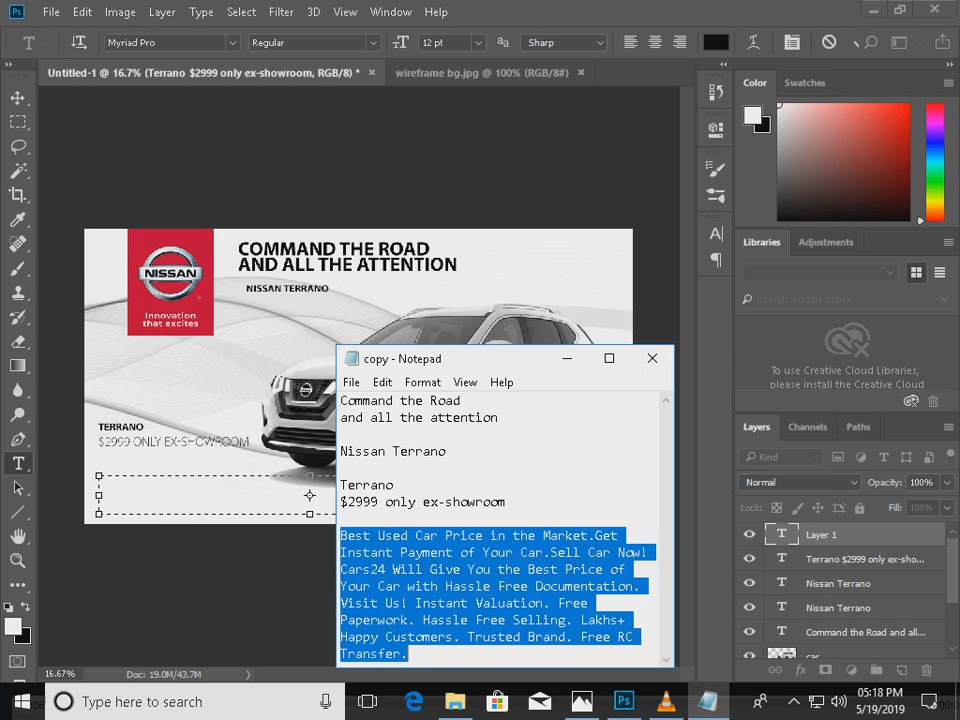 Ps File Edit Image Layer Type Select Filter 3D View Window Help
T Myriad Pro Regular 12 pt Sharp
Untitled-1 @ 16.7% (Terrano $2999 only ex-showroom, RGB/8) * × wireframe bg.jpg @ 100% (RGB/8#) ×
Color Swatches
Libraries Adjustments
Search Adobe Stock
To use Creative Cloud Libraries,
please install the Creative Cloud
Layers Channels Paths
Kind
Normal Opacity: 100%
Lock: Fill: 100%
Layer 1
Terrano $2999 only ex-sho...
Nissan Terrano
Nissan Terrano
Command the Road and all...
car
NISSAN
Innovation
that excites
COMMAND THE ROAD
AND ALL THE ATTENTION
NISSAN TERRANO
TERRANO
$2999 ONLY EX-SHOWROOM
copy - Notepad
File Edit Format View Help
Command the Road
and all the attention
Nissan Terrano
Terrano
$2999 only ex-showroom
Best Used Car Price in the Market.Get
Instant Payment of Your Car.Sell Car Now!
Cars24 Will Give You the Best Price of
Your Car with Hassle Free Documentation.
Visit Us! Instant Valuation. Free
Paperwork. Hassle Free Selling. Lakhs+
Happy Customers. Trusted Brand. Free RC
Transfer.
16.67% Doc: 19.0M/43.7M
Type here to search
05:18 PM
5/19/2019